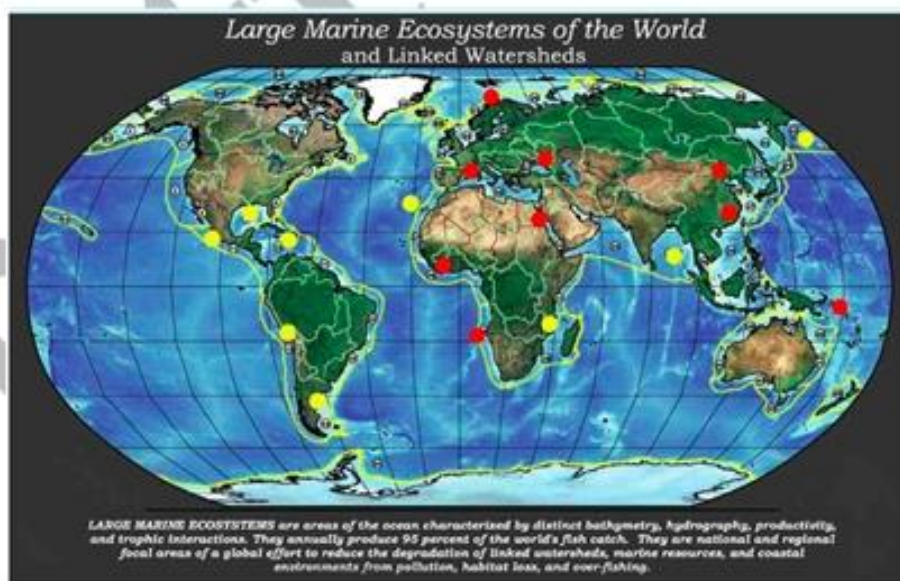 Large Marine Ecosystems of the World
and Linked Watersheds
LARGE MARINE ECOSYSTEMS are areas of the ocean characterized by distinct bathymetry, hydrography, productivity,
and trophic interactions. They annually produce 95 percent of the world's fish catch. They are national and regional
focal areas of a global effort to reduce the degradation of linked watersheds, marine resources, and coastal
environments from pollution, habitat loss, and over-fishing.